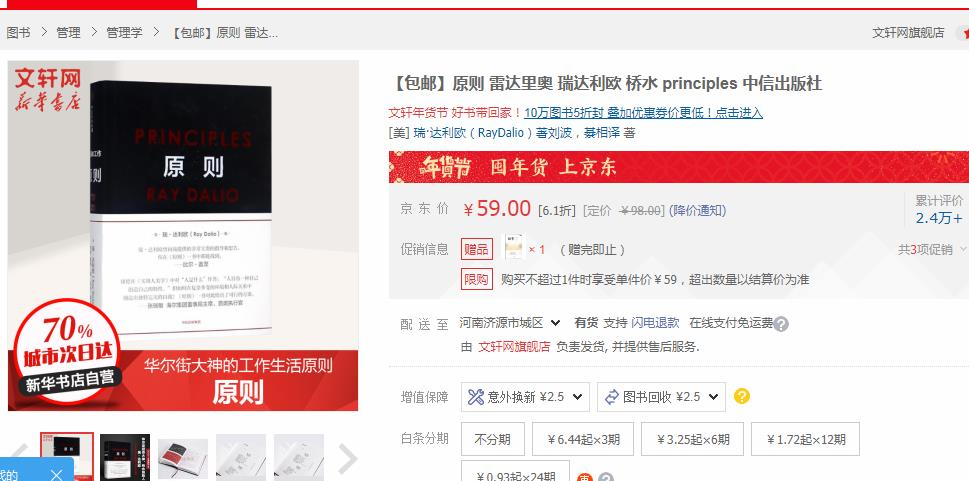 图书 > 管理 > 管理学 > 【包邮】原则 雷达...
文轩网旗舰店
文轩网
新华书店
PRINCIPLES
原则
RAY DALIO
70%
城市次日达
新华书店自营
华尔街大神的工作生活原则
原则
找的
【包邮】原则 雷达里奥 瑞达利欧 桥水 principles 中信出版社
文轩年货节 好书带回家！10万图书5折封 叠加优惠券价更低！点击进入
[美] 瑞·达利欧（RayDalio）著刘波，綦相译 著
年货节 囤年货 上京东
京东价 ￥59.00 [6.1折] [定价 ￥98.00] (降价通知)
累计评价
2.4万+
促销信息 赠品 × 1 （赠完即止）
共3项促销
限购 购买不超过1件时享受单件价￥59，超出数量以结算价为准
配送至 河南济源市城区 有货 支持 闪电退款 在线支付免运费
由 文轩网旗舰店 负责发货, 并提供售后服务.
增值保障 意外换新 ¥2.5 图书回收 ¥2.5
白条分期 不分期 ￥6.44起×3期 ￥3.25起×6期 ￥1.72起×12期
￥0.93起×24期